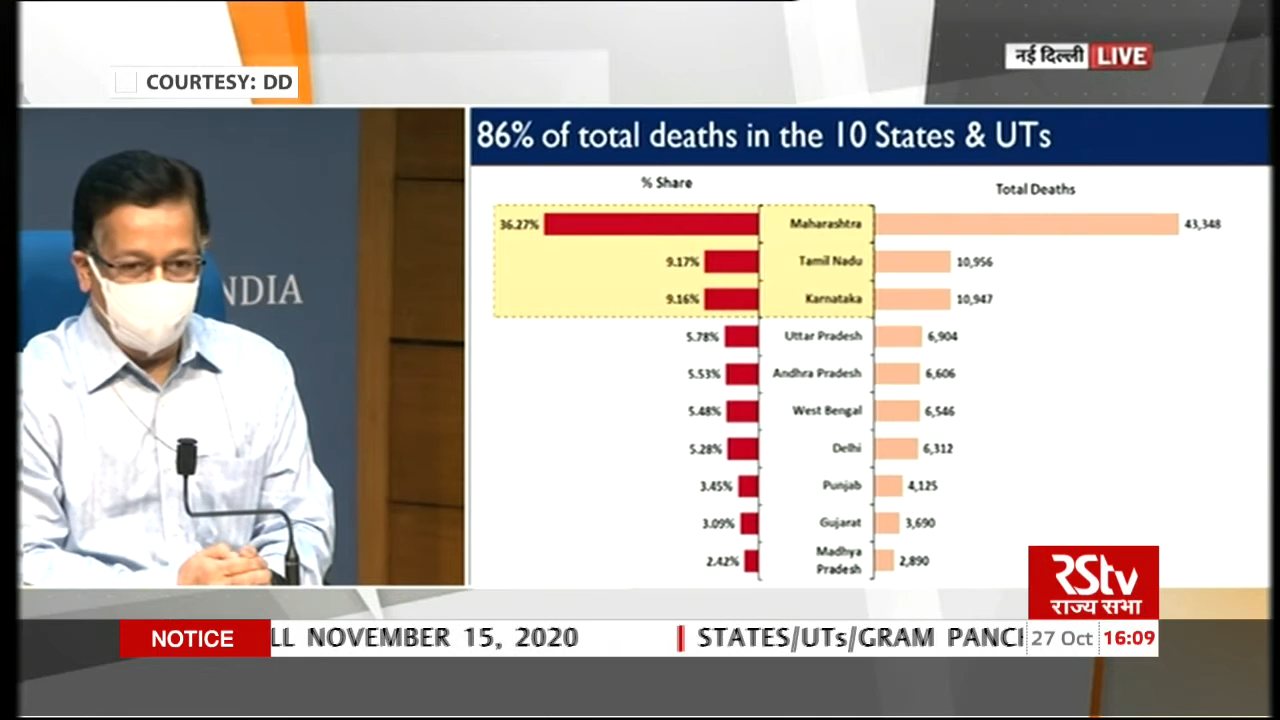 नई दिल्ली LIVE
COURTESY: DD
NDIA
86% of total deaths in the 10 States & UTs
% Share
Total Deaths
36.27% Maharashtra 43,348
9.17% Tamil Nadu 10,956
9.16% Karnataka 10,947
5.78% Uttar Pradesh 6,904
5.53% Andhra Pradesh 6,606
5.48% West Bengal 6,546
5.28% Delhi 6,312
3.45% Punjab 4,125
3.09% Gujarat 3,690
2.42% Madhya Pradesh 2,890
RSTV
राज्य सभा
NOTICE LL NOVEMBER 15, 2020 STATES/UTs/GRAM PANCH 27 Oct 16:09